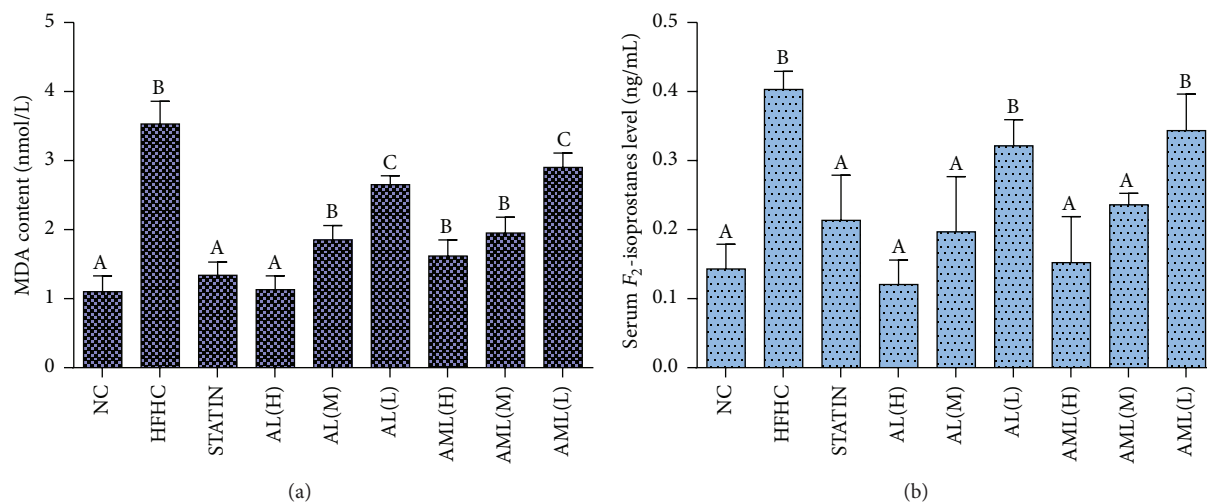 MDA content (nmol/L)
5
4
3
2
1
0
A
B
A
A
B
C
B
B
C
NC
HFHC
STATIN
AL(H)
AL(M)
AL(L)
AML(H)
AML(M)
AML(L)
(a)
Serum F2-isoprostanes level (ng/mL)
0.5
0.4
0.3
0.2
0.1
0.0
A
B
A
A
A
B
A
A
B
NC
HFHC
STATIN
AL(H)
AL(M)
AL(L)
AML(H)
AML(M)
AML(L)
(b)